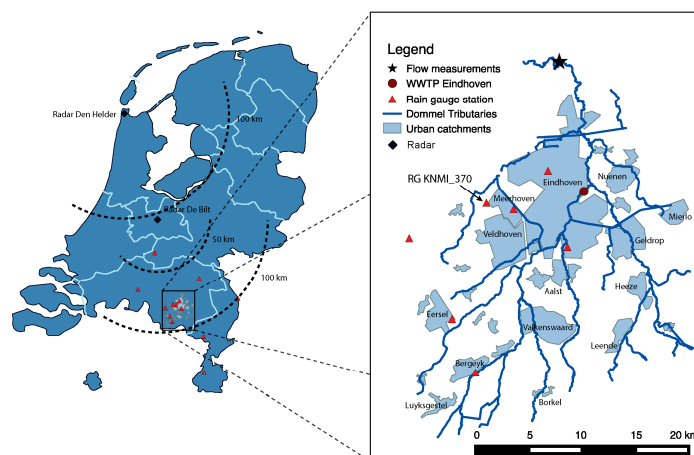 Radar Den Helder
100 km
Radar De Bilt
50 km
100 km
Legend
Flow measurements
WWTP Eindhoven
Rain gauge station
Dommel Tributaries
Urban catchments
Radar
RG KNMI_370
Eindhoven
Nuenen
Meerhoven
Mierlo
Veldhoven
Geldrop
Aalst
Heeze
Eersel
Valkenswaard
Leende
Bergeyk
Luyksgestel
Borkel
0 5 10 15 20 km